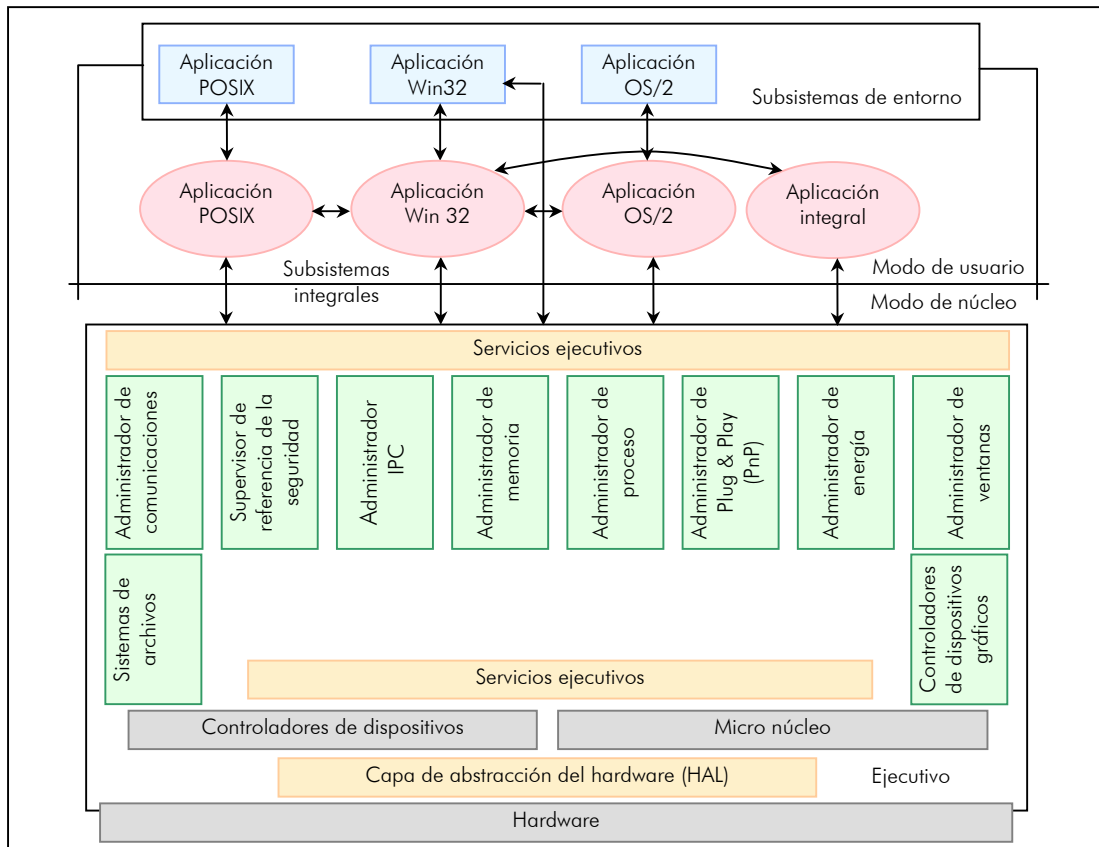 Aplicación
POSIX
Aplicación
Win32
Aplicación
OS/2
Subsistemas de entorno
Aplicación
POSIX
Aplicación
Win 32
Aplicación
OS/2
Aplicación
integral
Subsistemas
integrales
Modo de usuario
Modo de núcleo
Servicios ejecutivos
Administrador de
comunicaciones
Supervisor de
referencia de la
seguridad
Administrador
IPC
Administrador de
memoria
Administrador de
proceso
Administrador de
Plug & Play
(PnP)
Administrador de
energía
Administrador de
ventanas
Sistemas de
archivos
Controladores
de dispositivos
gráficos
Servicios ejecutivos
Controladores de dispositivos
Micro núcleo
Capa de abstracción del hardware (HAL)
Ejecutivo
Hardware